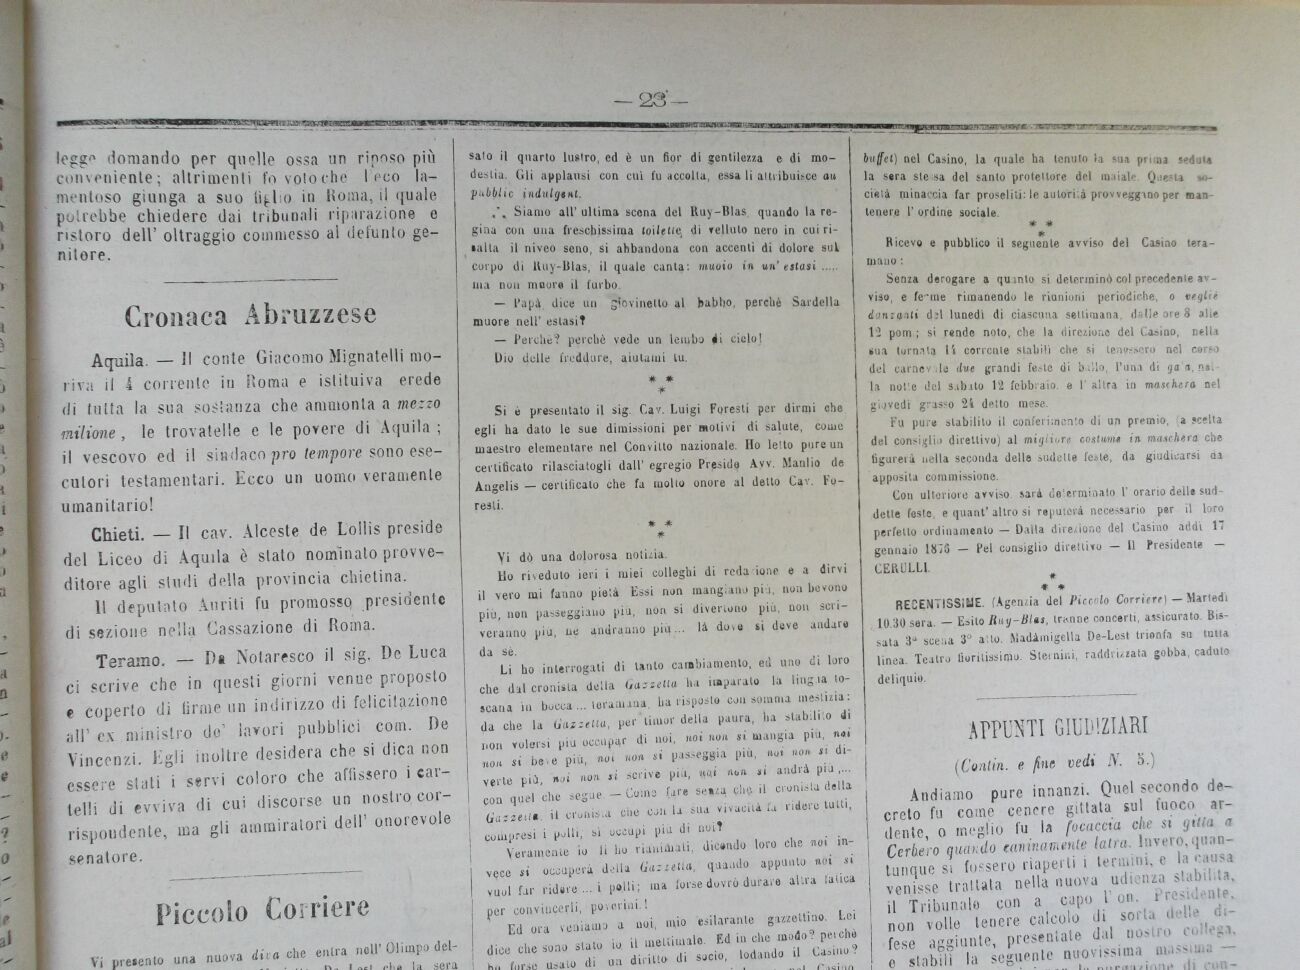 — 23 —
legge domando per quelle ossa un riposo più
conveniente; altrimenti fo voto che l'eco la-
mentoso giunga a suo figlio in Roma, il quale
potrebbe chiedere dai tribunali riparazione e
ristoro dell' oltraggio commesso al defunto ge-
nitore.
Cronaca Abruzzese
Aquila. — Il conte Giacomo Mignatelli mo-
riva il 4 corrente in Roma e istituiva erede
di tutta la sua sostanza che ammonta a mezzo
milione, le trovatelle e le povere di Aquila;
il vescovo ed il sindaco pro tempore sono ese-
cutori testamentari. Ecco un uomo veramente
umanitario!
Chieti. — Il cav. Alceste de Lollis preside
del Liceo di Aquila è stato nominato provve-
ditore agli studi della provincia chietina.
Il deputato Auriti fu promosso presidente
di sezione nella Cassazione di Roma.
Teramo. — Da Notaresco il sig. De Luca
ci scrive che in questi giorni venne proposto
e coperto di firme un indirizzo di felicitazione
all' ex ministro de' lavori pubblici com. De
Vincenzi. Egli inoltre desidera che si dica non
essere stati i servi coloro che affissero i car-
telli di evviva di cui discorse un nostro cor-
rispondente, ma gli ammiratori dell' onorevole
senatore.
Piccolo Corriere
Vi presento una nuova diva che entra nell' Olimpo del-
sato il quarto lustro, ed è un fior di gentilezza e di mo-
destia. Gli applausi con cui fu accolta, essa li attribuisce au
pubblic indulgent.
∴ Siamo all' ultima scena del Ruy-Blas, quando la re-
gina con una freschissima toilette, di velluto nero in cui ri-
salta il niveo seno, si abbandona con accenti di dolore sul
corpo di Ruy-Blas, il quale canta: muoio in un' estasi .....
ma non muore il furbo.
— Papà, dice un giovinetto al babbo, perchè Sardella
muore nell' estasi?
— Perchè? perchè vede un lembo di cielo!
Dio delle freddure, aiutami tu.
* * *
Si è presentato il sig. Cav. Luigi Foresti per dirmi che
egli ha dato le sue dimissioni per motivi di salute, come
maestro elementare nel Convitto nazionale. Ho letto pure un
certificato rilasciatogli dall' egregio Preside Avv. Manlio de
Angelis — certificato che fa molto onore al detto Cav. Fo-
resti.
* * *
Vi dò una dolorosa notizia.
Ho riveduto ieri i miei colleghi di redazione e a dirvi
il vero mi fanno pietà Essi non mangiano più, non bevono
più, non passeggiano più, non si divertono più, non scri-
veranno più, nè andranno più... là dove si deve andare
da sè.
Li ho interrogati di tanto cambiamento, ed uno di loro
che dal cronista della Gazzetta ha imparato la lingua to-
scana in bocca... teramana, ha risposto con somma mestizia:
da che la Gazzetta, per timor della paura, ha stabilito di
non volersi più occupar di noi, noi non si mangia più, noi
non si beve più, noi non si passeggia più, noi non si di-
verte più, noi non si scrive più, noi non si andrà più,...
con quel che segue — Come fare senza che il cronista della
Gazzetta, il cronista che con la sua vivacità fa ridere tutti,
compresi i polli, si occupi più di noi?
Veramente io li ho rianimati, dicendo loro che noi in-
vece si occuperà della Gazzetta, quando appunto noi si
vuol far ridere ... i polli; ma forse dovrò durare altra fatica
per convincerli, poverini!
Ed ora veniamo a noi, mio esilarante gazzettino. Lei
dice che sono stato io il mettimale. Ed in che modo? perchè
ho forse usato di un diritto di socio, lodando il Casino?
buffet) nel Casino, la quale ha tenuto la sua prima seduta
la sera stessa del santo protettore del maiale. Questa so-
cietà minaccia far proseliti: le autorità provveggino per man-
tenere l' ordine sociale.
* * *
Ricevo e pubblico il seguente avviso del Casino tera-
mano:
Senza derogare a quanto si determinò col precedente av-
viso, e ferme rimanendo le riunioni periodiche, o veglie
danzanti del lunedì di ciascuna settimana, dalle ore 8 alle
12 pom; si rende noto, che la direzione del Casino, nella
sua tornata 14 corrente stabilì che si tenessero nel corso
del carnevale due grandi feste di ballo, l'una di gala, nel-
la notte del sabato 12 febbraio, e l' altra in maschera nel
giovedì grasso 24 detto mese.
Fu pure stabilito il conferimento di un premio, (a scelta
del consiglio direttivo) al migliore costume in maschera che
figurerà nella seconda delle sudette feste, da giudicarsi da
apposita commissione.
Con ulteriore avviso, sarà determinato l' orario delle sud-
dette feste, e quant' altro si reputerà necessario per il loro
perfetto ordinamento — Dalla direzione del Casino addì 17
gennaio 1876 — Pel consiglio direttivo — Il Presidente —
CERULLI.
* * *
RECENTISSIME. (Agenzia del Piccolo Corriere) — Martedì
10.30 sera. — Esito Ruy-Blas, tranne concerti, assicurato. Bis-
sata 3ª scena 3° atto. Madamigella De-Lest trionfa su tutta
linea. Teatro fioritissimo. Sternini, raddrizzata gobba, caduto
deliquio.
APPUNTI GIUDIZIARI
(Contin. e fine vedi N. 5.)
Andiamo pure innanzi. Quel secondo de-
creto fu come cenere gittata sul fuoco ar-
dente, o meglio fu la focaccia che si gitta a
Cerbero quando caninamente latra. Invero, quan-
tunque si fossero riaperti i termini, e la causa
venisse trattata nella nuova udienza stabilita,
il Tribunale con a capo l'on. Presidente,
non volle tenere calcolo di sorta delle di-
fese aggiunte, presentate dal nostro collega,
e stabilì la seguente nuovissima massima —